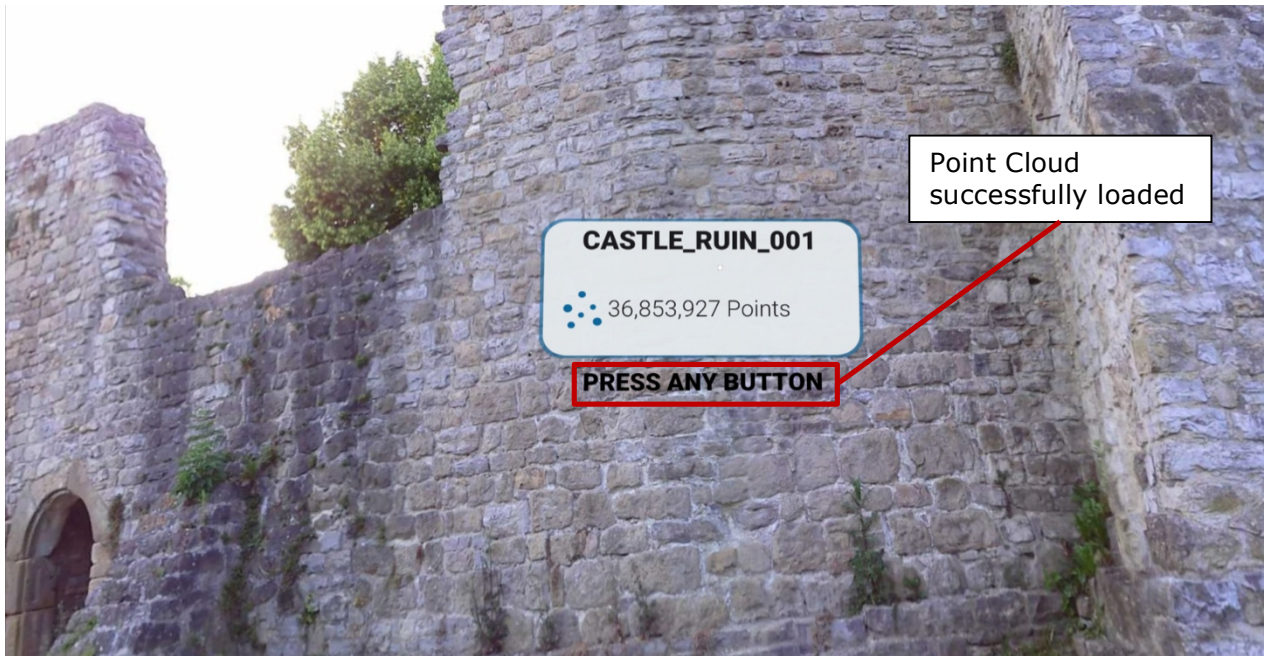 Point Cloud
successfully loaded
CASTLE_RUIN_001
36,853,927 Points
PRESS ANY BUTTON